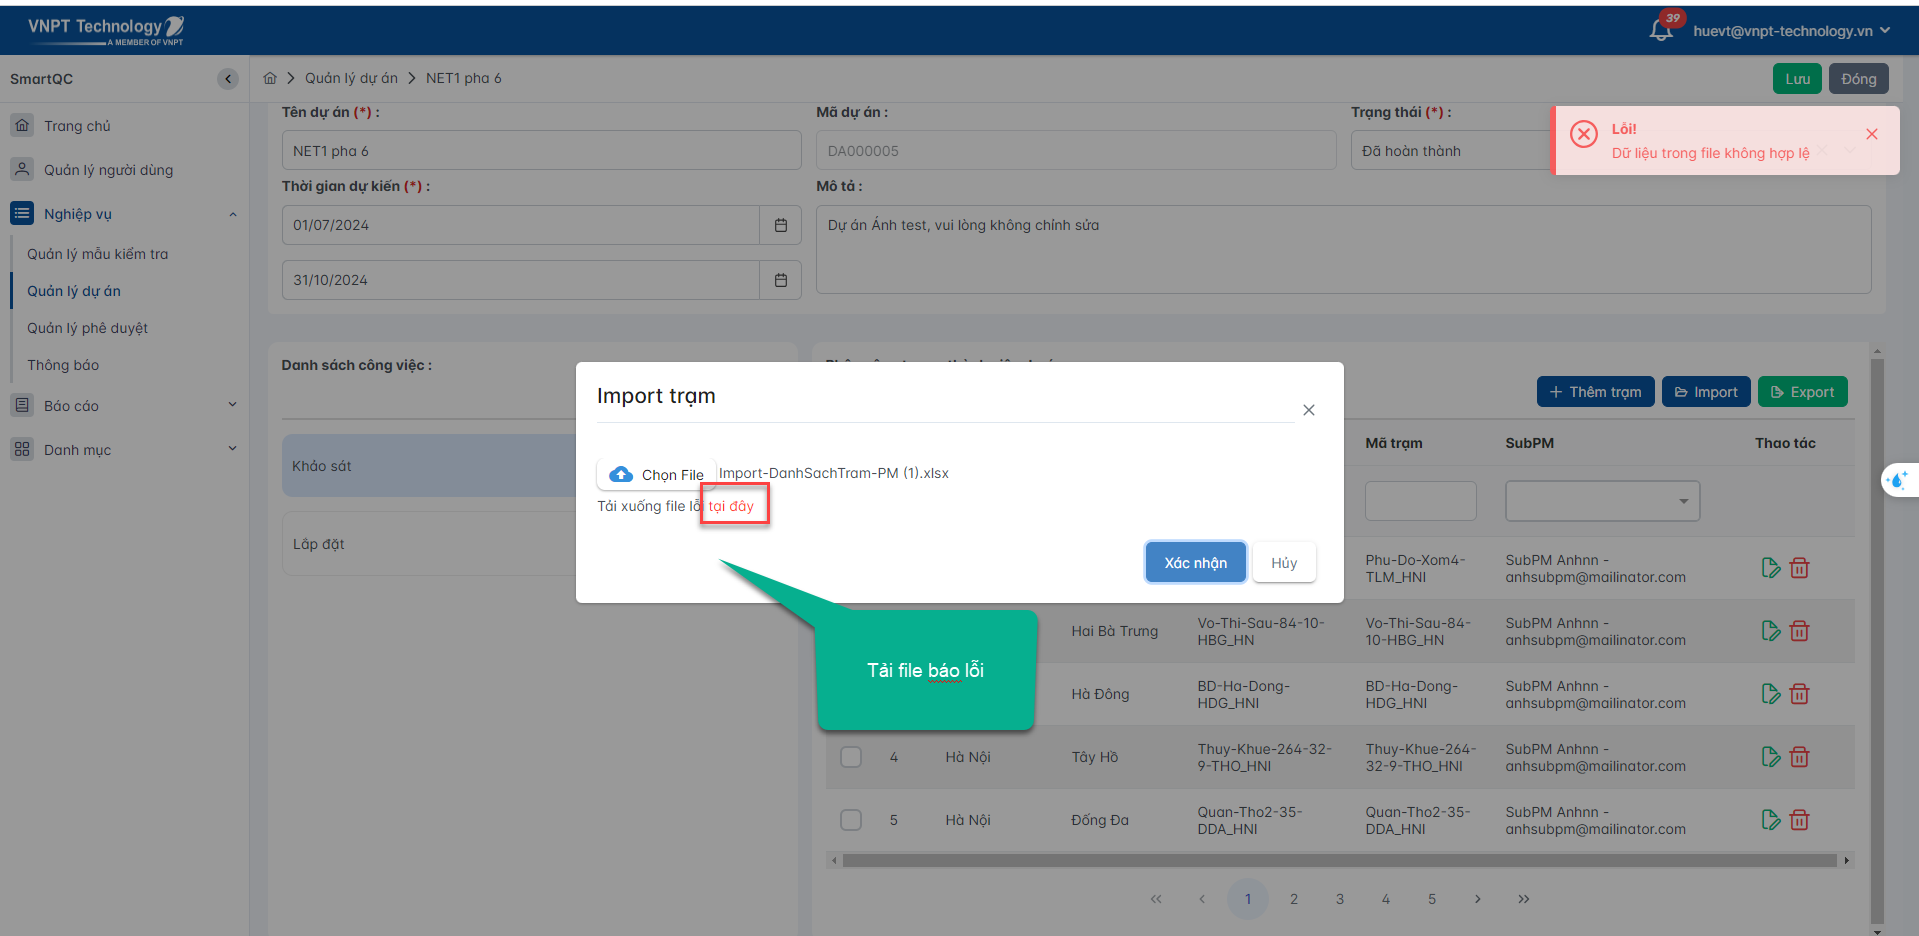 VNPT Technology
A MEMBER OF VNPT
39
huevt@vnpt-technology.vn
SmartQC
Quản lý dự án
NET1 pha 6
Lưu
Đóng
Trang chủ
Quản lý người dùng
Nghiệp vụ
Quản lý mẫu kiểm tra
Quản lý dự án
Quản lý phê duyệt
Thông báo
Báo cáo
Danh mục
Tên dự án (*) :
Mã dự án :
Trạng thái (*) :
NET1 pha 6
DA000005
Đã hoàn thành
Lỗi!
Dữ liệu trong file không hợp lệ
Thời gian dự kiến (*) :
Mô tả :
01/07/2024
31/10/2024
Dự án Ánh test, vui lòng không chỉnh sửa
Danh sách công việc :
Khảo sát
Lắp đặt
Thêm trạm
Import
Export
Import trạm
Chọn File
Import-DanhSachTram-PM (1).xlsx
Tải xuống file lỗi tại đây
Xác nhận
Hủy
Tải file báo lỗi
Mã trạm
SubPM
Thao tác
Phu-Do-Xom4-
TLM_HNI
SubPM Anhnn -
anhsubpm@mailinator.com
Hai Bà Trưng
Vo-Thi-Sau-84-10-
HBG_HN
Vo-Thi-Sau-84-
10-HBG_HN
SubPM Anhnn -
anhsubpm@mailinator.com
Hà Đông
BD-Ha-Dong-
HDG_HNI
BD-Ha-Dong-
HDG_HNI
SubPM Anhnn -
anhsubpm@mailinator.com
4
Hà Nội
Tây Hồ
Thuy-Khue-264-32-
9-THO_HNI
Thuy-Khue-264-
32-9-THO_HNI
SubPM Anhnn -
anhsubpm@mailinator.com
5
Hà Nội
Đống Đa
Quan-Tho2-35-
DDA_HNI
Quan-Tho2-35-
DDA_HNI
SubPM Anhnn -
anhsubpm@mailinator.com
« ‹ 1 2 3 4 5 › »